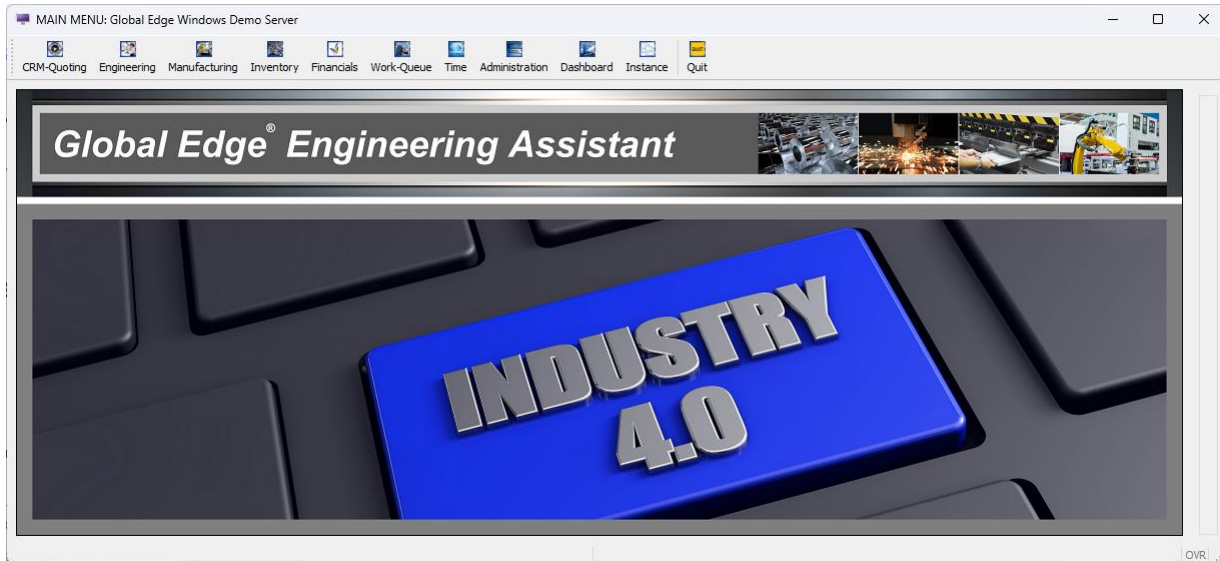 MAIN MENU: Global Edge Windows Demo Server
CRM-Quoting Engineering Manufacturing Inventory Financials Work-Queue Time Administration Dashboard Instance Quit
Global Edge® Engineering Assistant
INDUSTRY
4.0
OVR